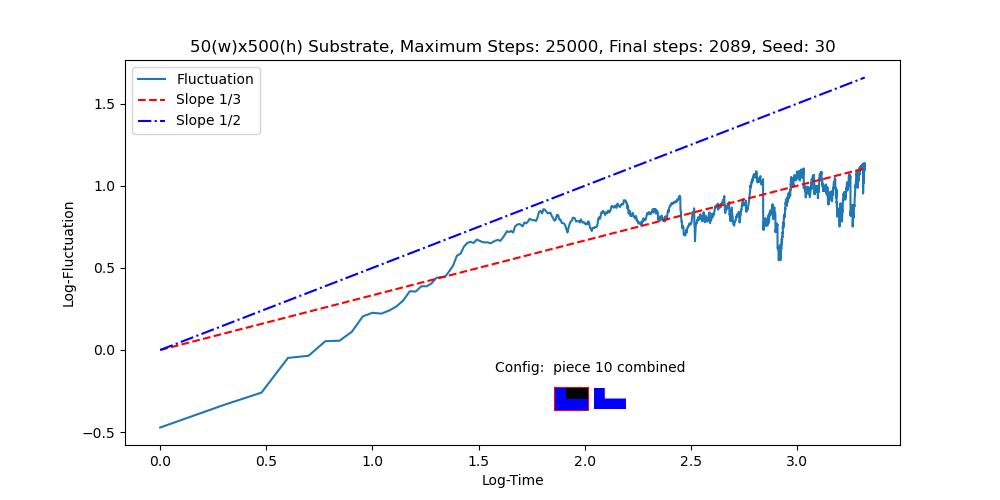 50(w)x500(h) Substrate, Maximum Steps: 25000, Final steps: 2089, Seed: 30
Fluctuation
Slope 1/3
Slope 1/2
1.5
1.0
0.5
0.0
−0.5
Log-Fluctuation
Config:  piece 10 combined
0.0 0.5 1.0 1.5 2.0 2.5 3.0
Log-Time